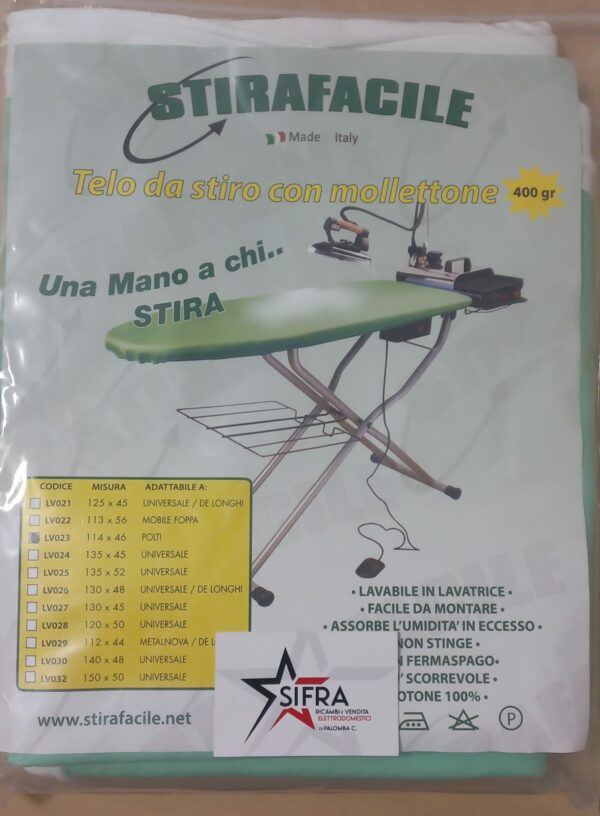 STIRAFACILE
Made Italy
Telo da stiro con mollettone
400 gr
Una Mano a chi..
STIRA
CODICE MISURA ADATTABILE A:
LV021 125 x 45 UNIVERSALE / DE LONGHI
LV022 113 x 56 MOBILE FOPPA
LV023 114 x 46 POLTI
LV024 135 x 45 UNIVERSALE
LV025 135 x 52 UNIVERSALE
LV026 130 x 48 UNIVERSALE / DE LONGHI
LV027 130 x 45 UNIVERSALE
LV028 120 x 50 UNIVERSALE
LV029 112 x 44 METALNOVA / DE LO
LV030 140 x 48 UNIVERSALE
LV032 150 x 50 UNIVERSALE
www.stirafacile.net
• LAVABILE IN LAVATRICE •
• FACILE DA MONTARE •
• ASSORBE L'UMIDITA' IN ECCESSO •
NON STINGE •
FERMASPAGO•
SCORREVOLE •
OTONE 100% •
P
SIFRA
RICAMBI E VENDITA
ELETTRODOMESTICI
DI PALOMBA C.